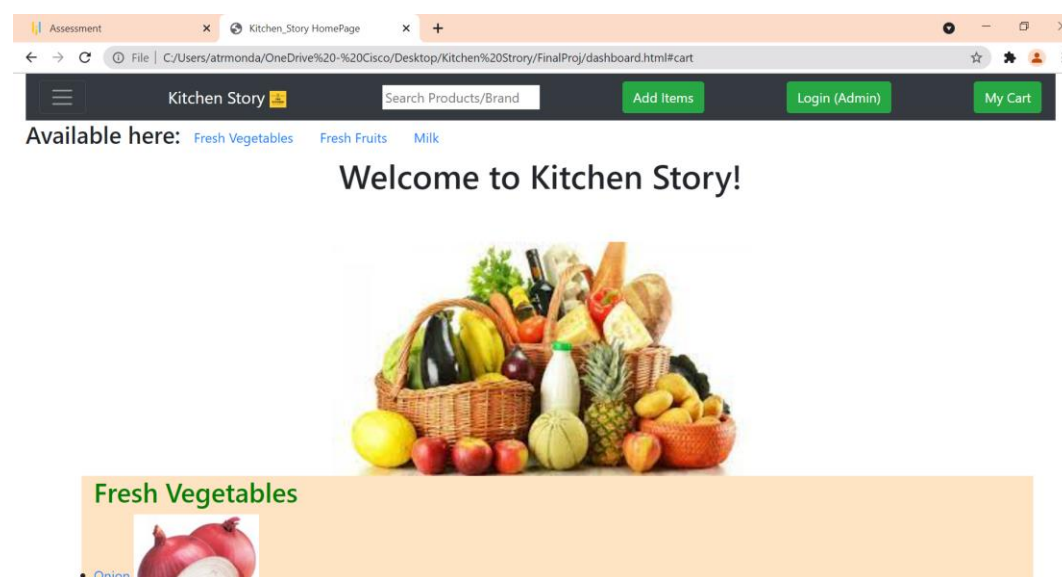 Assessment
Kitchen_Story HomePage
File | C:/Users/atrmonda/OneDrive%20-%20Cisco/Desktop/Kitchen%20Strory/FinalProj/dashboard.html#cart
Kitchen Story Search Products/Brand Add Items Login (Admin) My Cart
Available here: Fresh Vegetables Fresh Fruits Milk
Welcome to Kitchen Story!
Fresh Vegetables
Onion